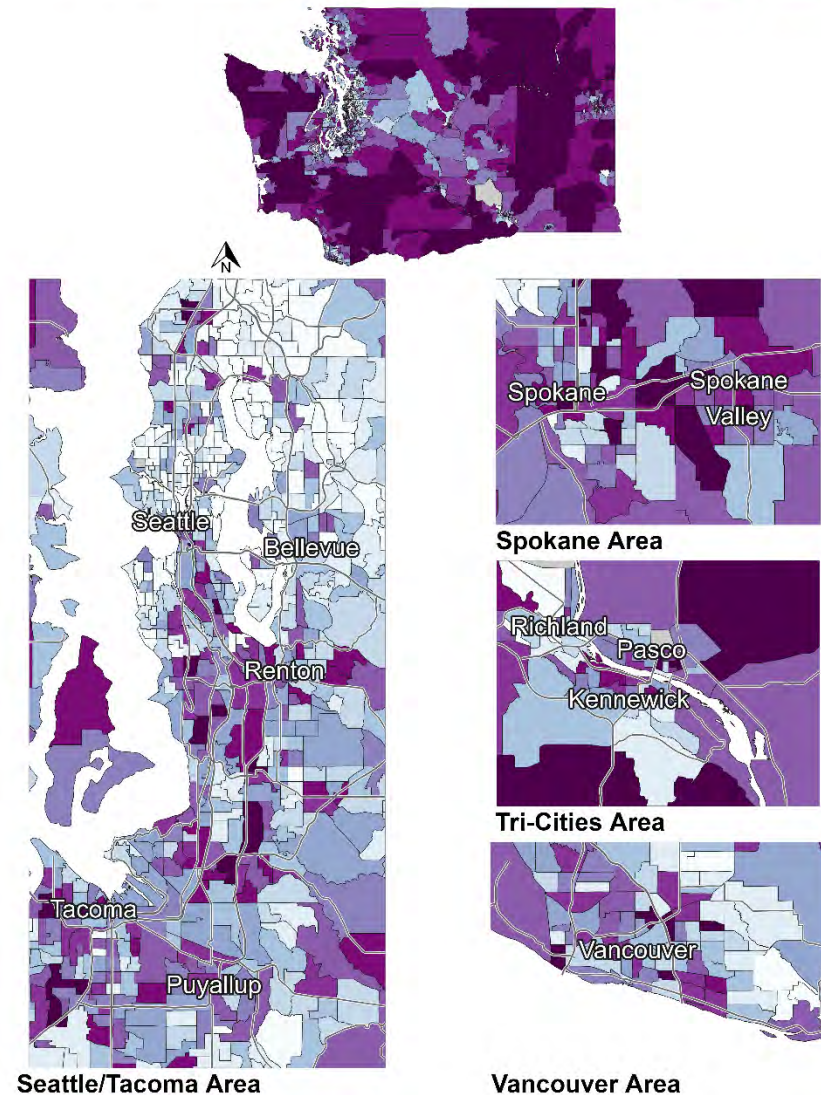 N
Seattle
Bellevue
Renton
Tacoma
Puyallup
Seattle/Tacoma Area
Spokane
Spokane
Valley
Spokane Area
Richland
Pasco
Kennewick
Tri-Cities Area
Vancouver
Vancouver Area